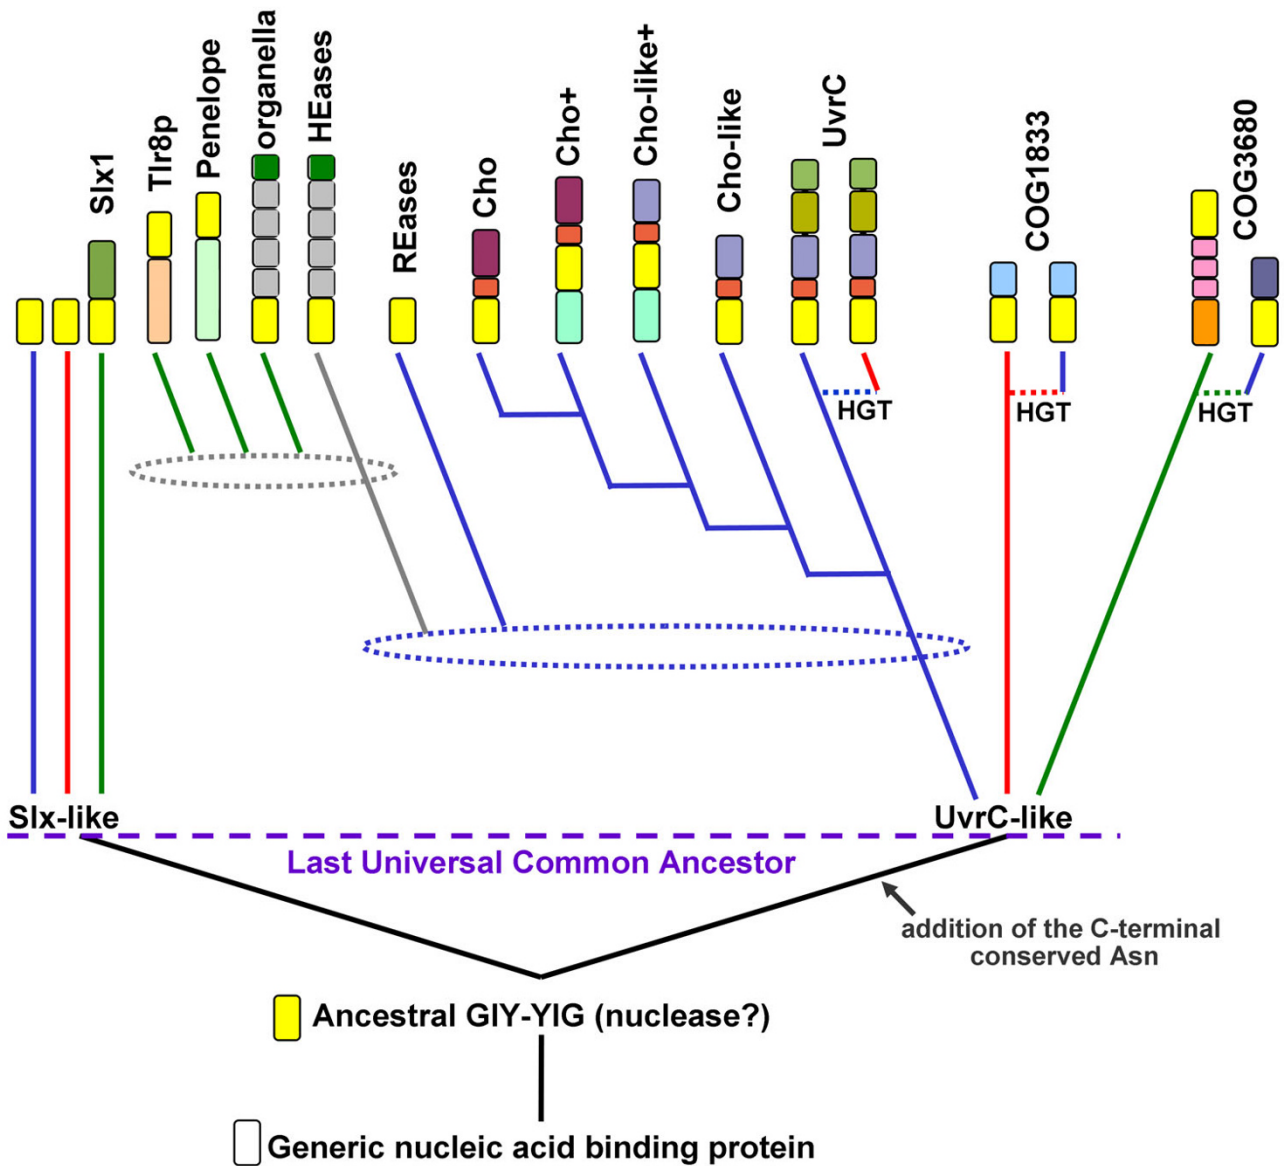 Slx1
Tlr8p
Penelope
organella
HEases
REases
Cho
Cho+
Cho-like+
Cho-like
UvrC
COG1833
COG3680
HGT
HGT
HGT
Slx-like
UvrC-like
Last Universal Common Ancestor
addition of the C-terminal
conserved Asn
Ancestral GIY-YIG (nuclease?)
Generic nucleic acid binding protein